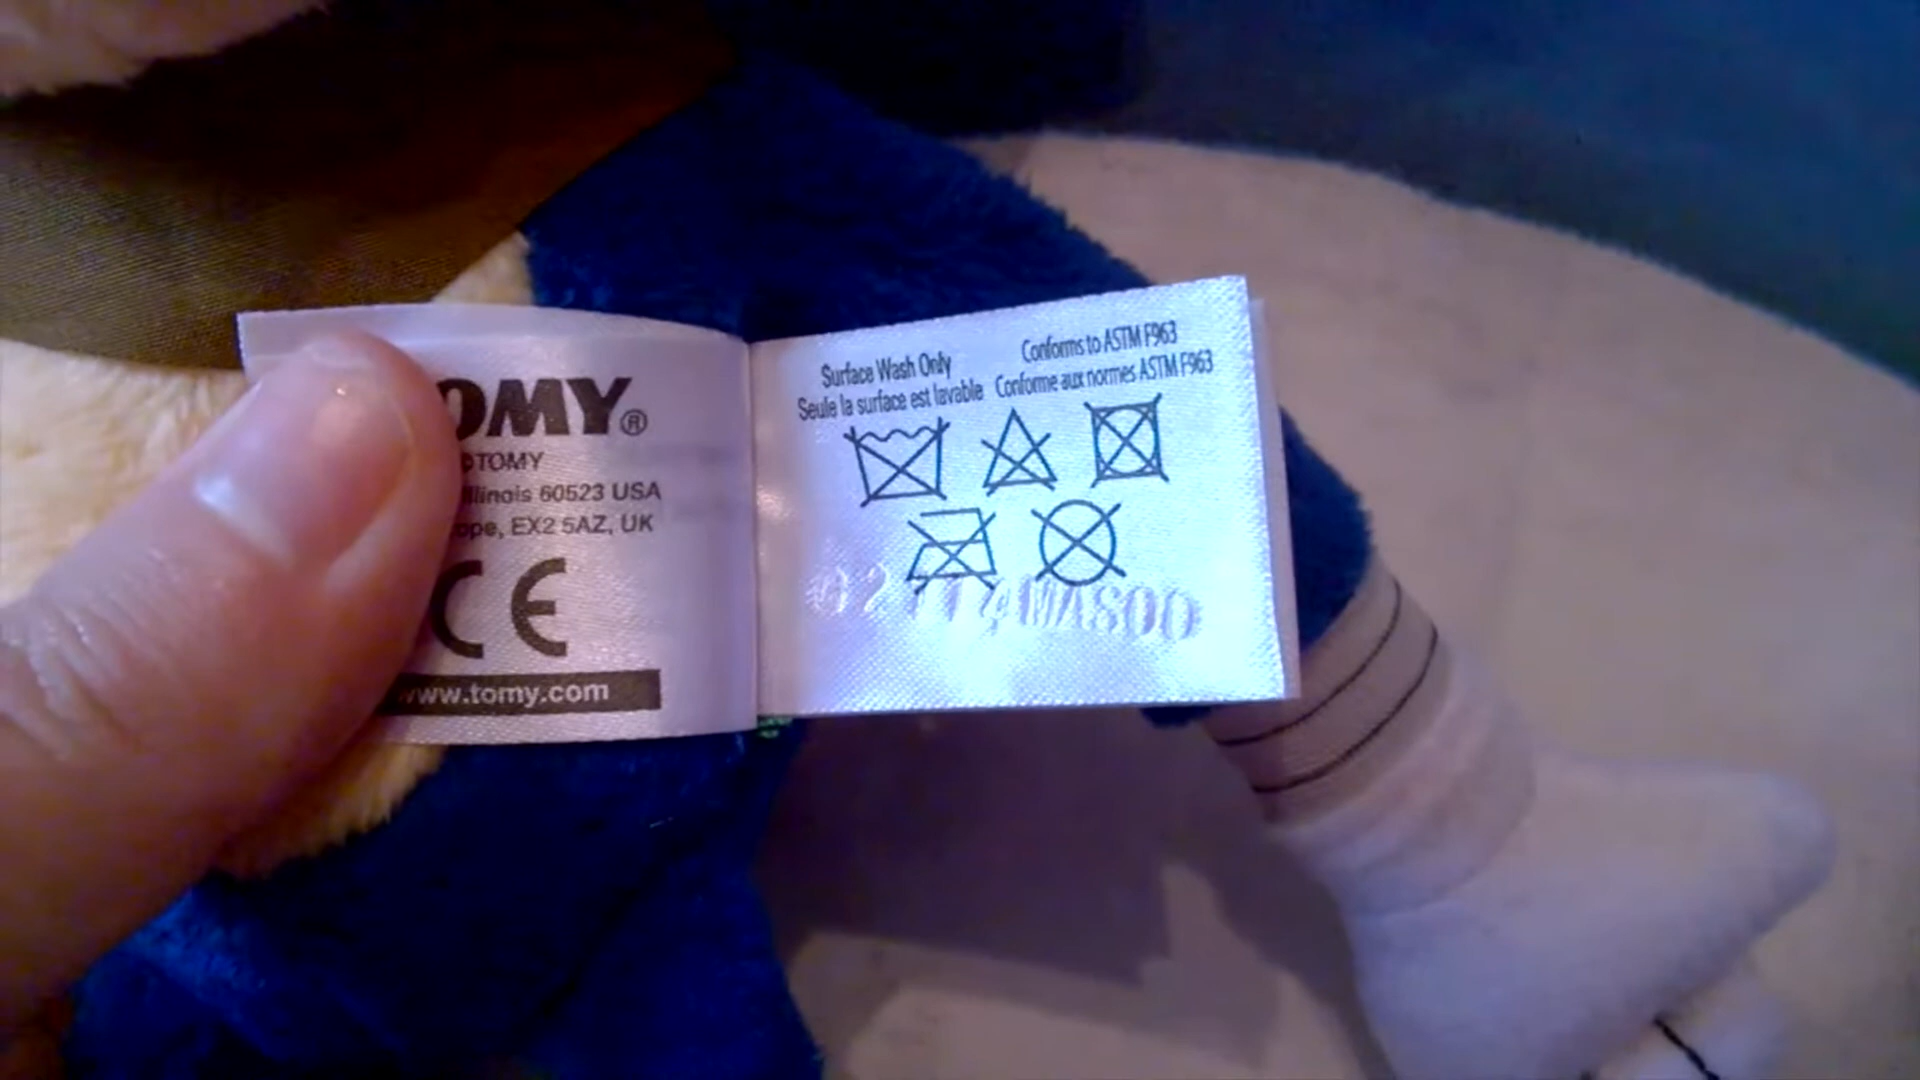 OMY®
©TOMY
Illinois 60523 USA
ope, EX2 5AZ, UK
CE
www.tomy.com
Surface Wash Only
Seule la surface est lavable
Conforms to ASTM F963
Conforme aux normes ASTM F963
MAS00